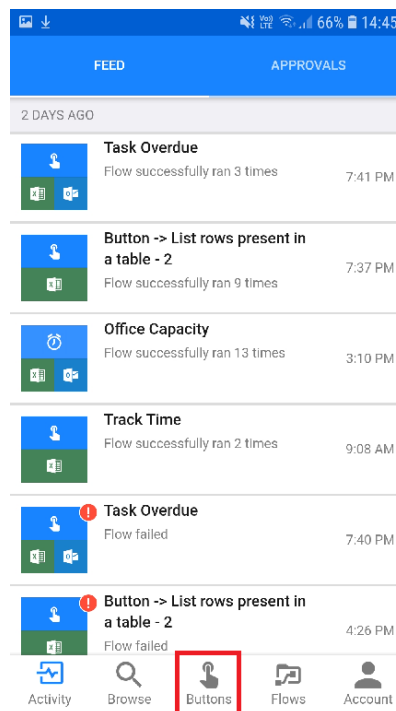 Vo)) LTE 66% 14:45
FEED APPROVALS
2 DAYS AGO
Task Overdue
Flow successfully ran 3 times
7:41 PM
Button -> List rows present in
a table - 2
Flow successfully ran 9 times
7:37 PM
Office Capacity
Flow successfully ran 13 times
3:10 PM
Track Time
Flow successfully ran 2 times
9:08 AM
Task Overdue
Flow failed
7:40 PM
Button -> List rows present in
a table - 2
Flow failed
4:26 PM
Activity Browse Buttons Flows Account